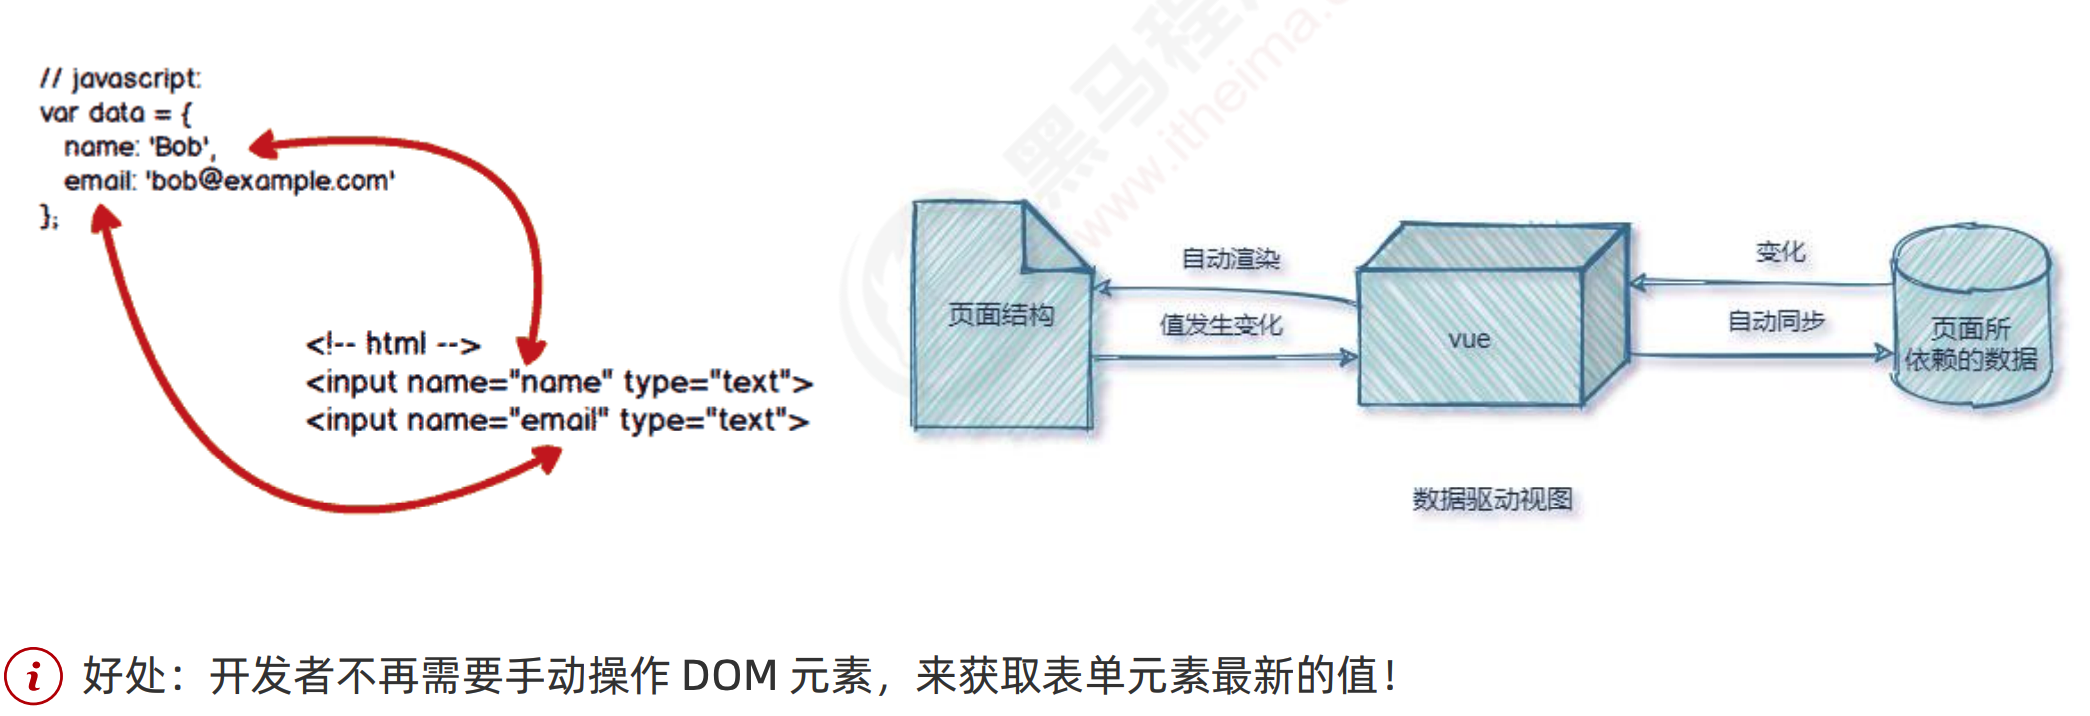 // javascript:
var data = {
name: 'Bob',
email: 'bob@example.com'
};
<!-- html -->
<input name="name" type="text">
<input name="email" type="text">
黑马程
www.itheima.c
页面结构
自动渲染
值发生变化
vue
变化
自动同步
页面所
依赖的数据
数据驱动视图
i 好处：开发者不再需要手动操作 DOM 元素，来获取表单元素最新的值！